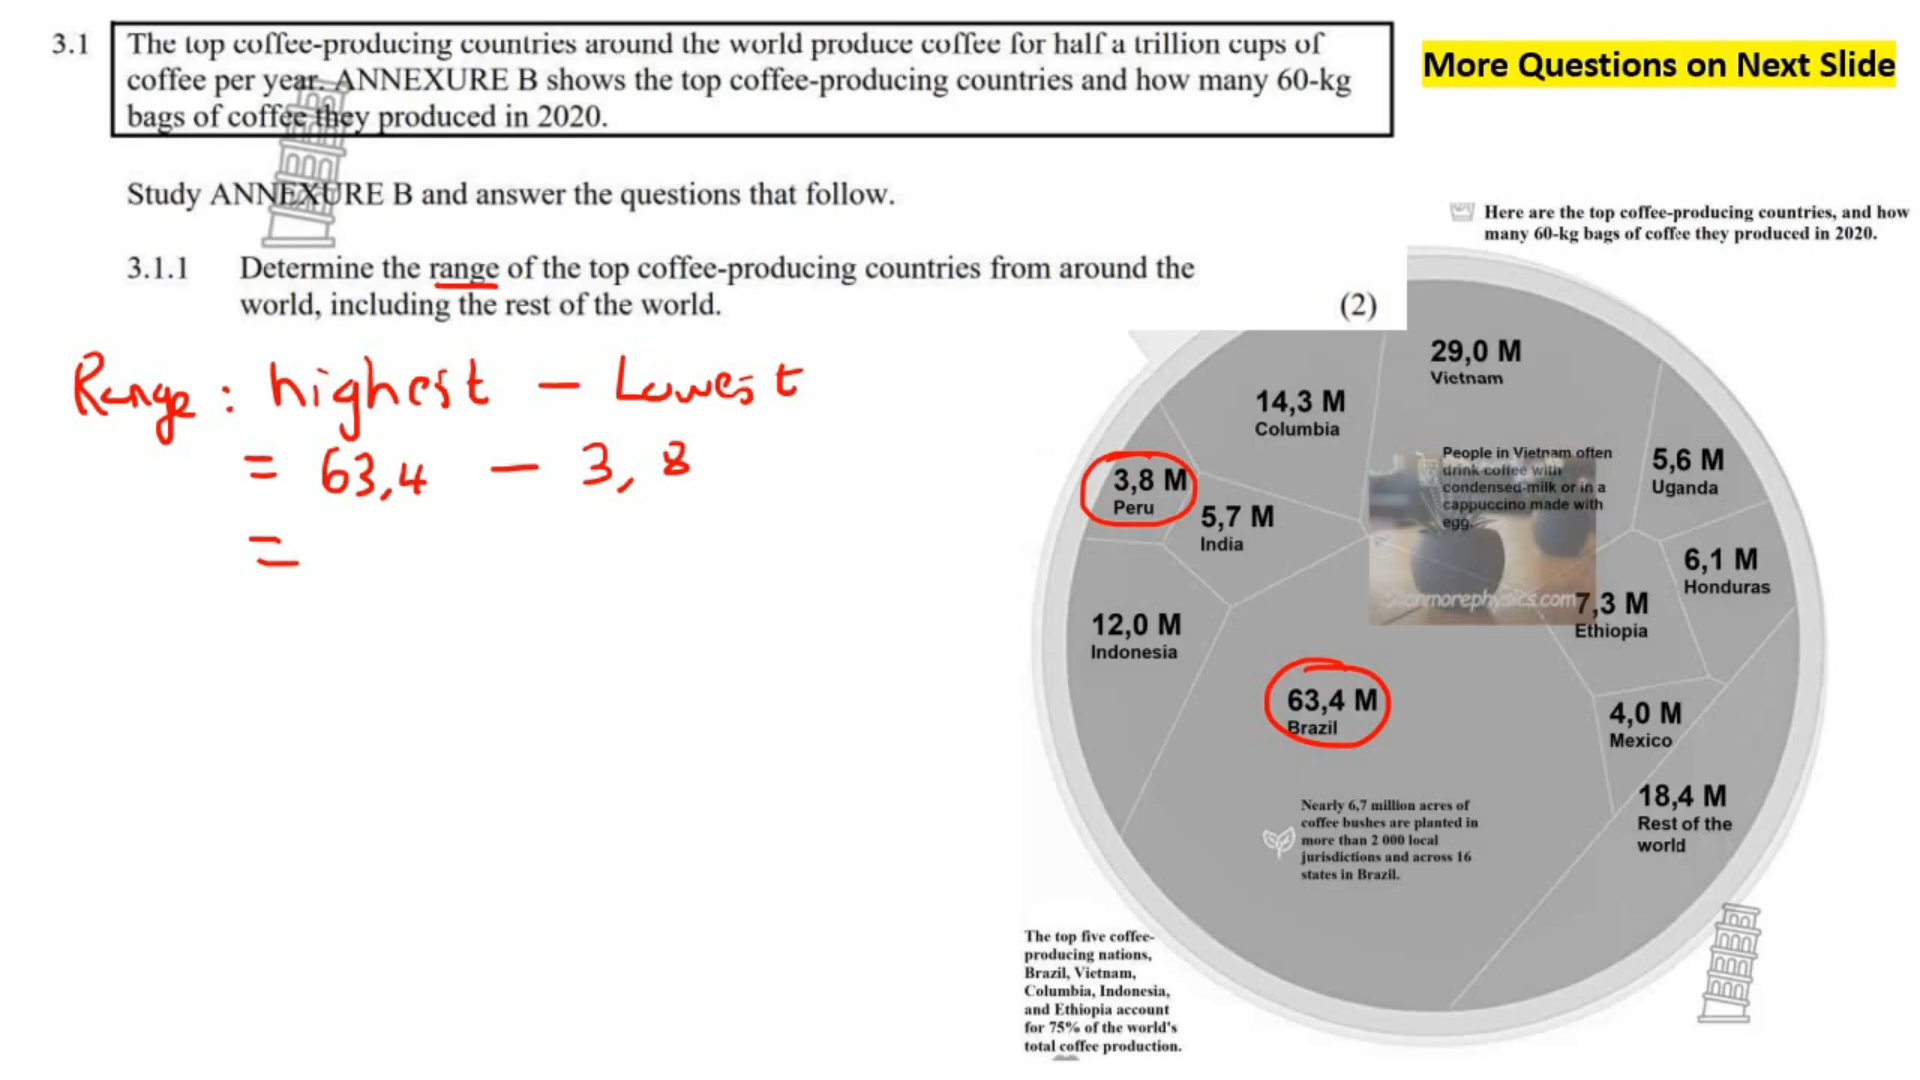 3.1 The top coffee-producing countries around the world produce coffee for half a trillion cups of
coffee per year. ANNEXURE B shows the top coffee-producing countries and how many 60-kg
bags of coffee they produced in 2020.
More Questions on Next Slide
Study ANNEXURE B and answer the questions that follow.
3.1.1 Determine the range of the top coffee-producing countries from around the
world, including the rest of the world.
(2)
Range: highest - Lowest
= 63,4 - 3,8
=
Here are the top coffee-producing countries, and how
many 60-kg bags of coffee they produced in 2020.
29,0 M
Vietnam
14,3 M
Columbia
People in Vietnam often
drink coffee with
condensed-milk or in a
cappuccino made with
egg.
5,6 M
Uganda
3,8 M
Peru
5,7 M
India
6,1 M
Honduras
stanmorephysics.com
7,3 M
Ethiopia
12,0 M
Indonesia
63,4 M
Brazil
4,0 M
Mexico
18,4 M
Rest of the
world
Nearly 6,7 million acres of
coffee bushes are planted in
more than 2 000 local
jurisdictions and across 16
states in Brazil.
The top five coffee-
producing nations,
Brazil, Vietnam,
Columbia, Indonesia,
and Ethiopia account
for 75% of the world's
total coffee production.